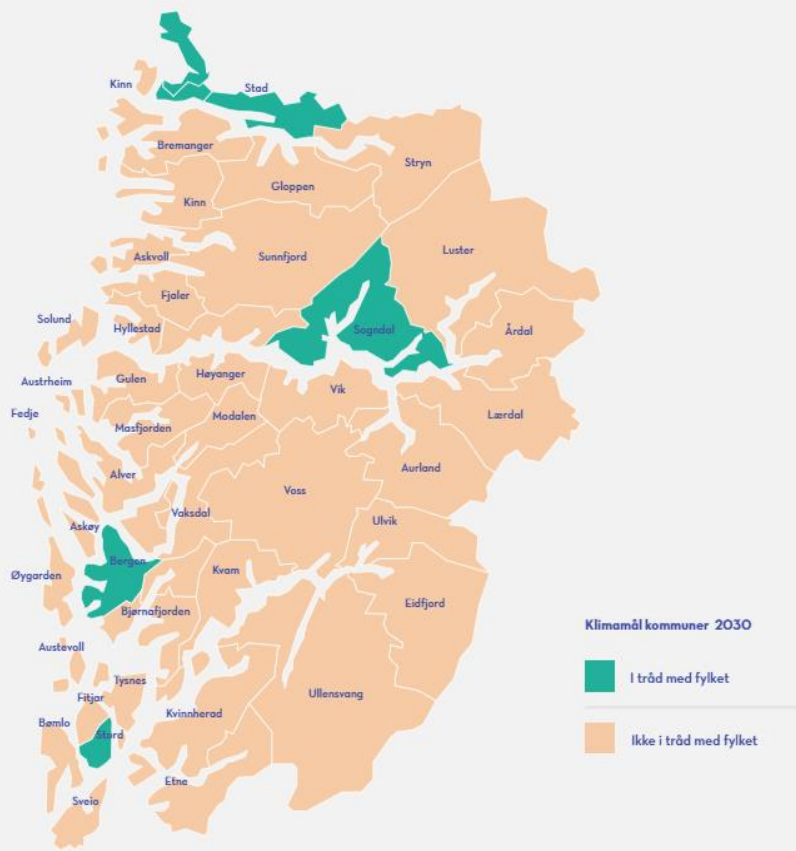 Kinn
Stad
Bremanger
Stryn
Gloppen
Kinn
Askvoll
Sunnfjord
Luster
Fjaler
Solund
Hyllestad
Sogndal
Årdal
Austrheim
Gulen
Høyanger
Vik
Fedje
Masfjorden
Modalen
Lærdal
Alver
Aurland
Voss
Askøy
Vaksdal
Ulvik
Bergen
Øygarden
Kvam
Bjørnafjorden
Eidfjord
Klimamål kommuner 2030
Austevoll
Tysnes
I tråd med fylket
Fitjar
Ullensvang
Bømlo
Kvinnherad
Stord
Ikke i tråd med fylket
Etne
Sveio